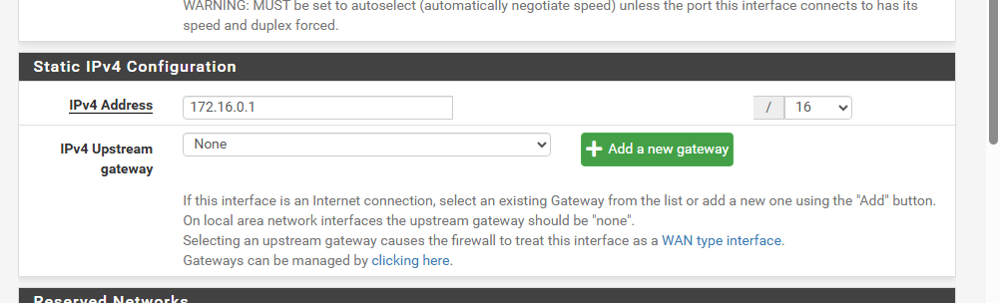 WARNING: MUST be set to autoselect (automatically negotiate speed) unless the port this interface connects to has its
speed and duplex forced.
Static IPv4 Configuration
IPv4 Address 172.16.0.1 / 16
IPv4 Upstream gateway None Add a new gateway
If this interface is an Internet connection, select an existing Gateway from the list or add a new one using the "Add" button.
On local area network interfaces the upstream gateway should be "none".
Selecting an upstream gateway causes the firewall to treat this interface as a WAN type interface.
Gateways can be managed by clicking here.
Reserved Networks